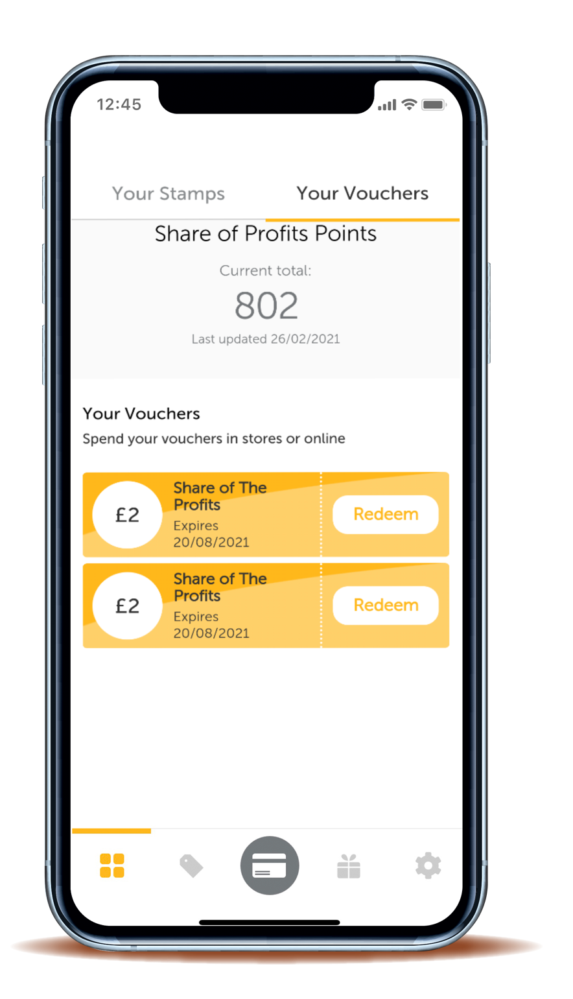 12:45
Your Stamps
Your Vouchers
Share of Profits Points
Current total:
802
Last updated 26/02/2021
Your Vouchers
Spend your vouchers in stores or online
£2
Share of The
Profits
Expires
20/08/2021
Redeem
£2
Share of The
Profits
Expires
20/08/2021
Redeem